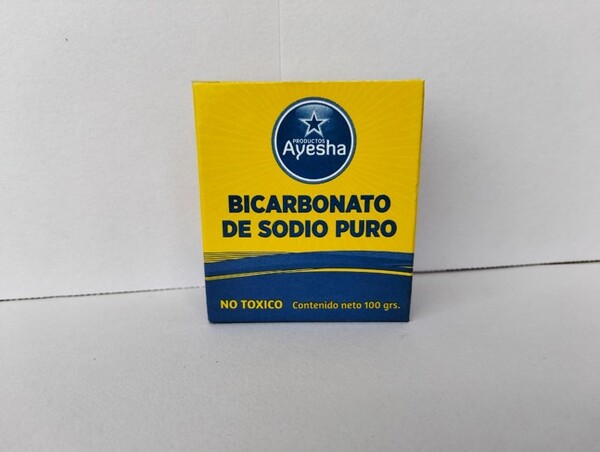 PRODUCTOS
Ayesha
BICARBONATO
DE SODIO PURO
NO TOXICO Contenido neto 100 grs.